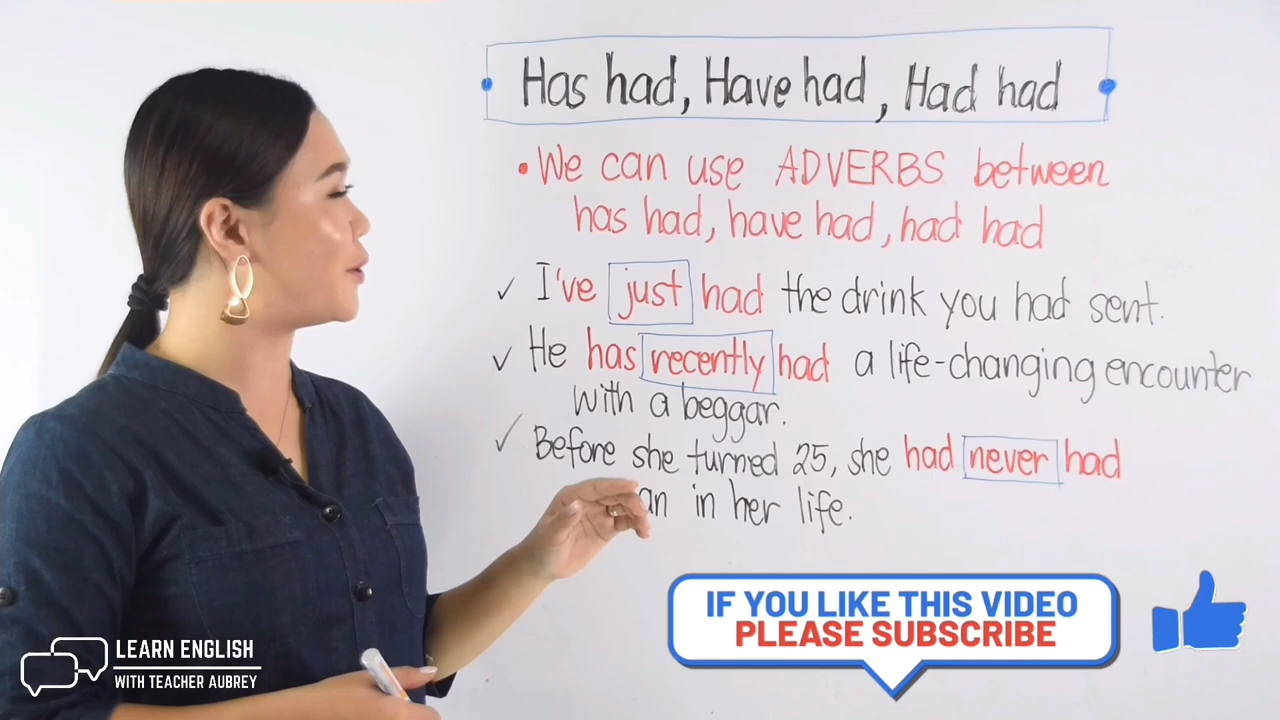 Has had, Have had, Had had
• We can use ADVERBS between
has had, have had, had had
✓ I've just had the drink you had sent.
✓ He has recently had a life-changing encounter
with a beggar.
✓ Before she turned 25, she had never had
in her life.
IF YOU LIKE THIS VIDEO
PLEASE SUBSCRIBE
LEARN ENGLISH
WITH TEACHER AUBREY